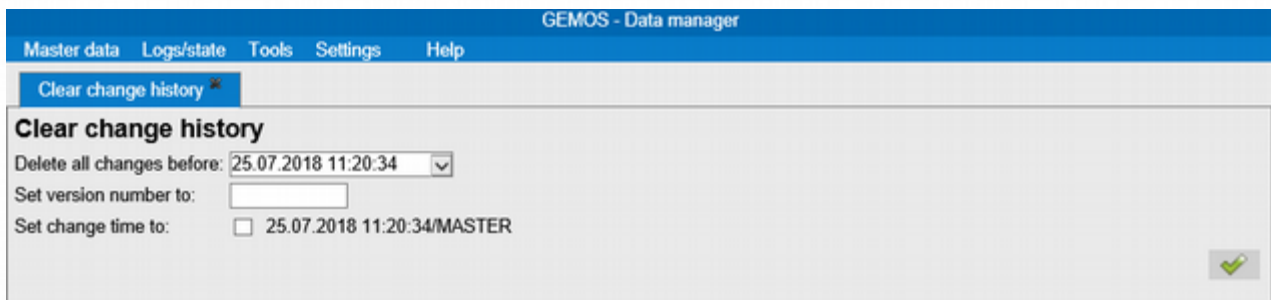 GEMOS - Data manager
Master data Logs/state Tools Settings Help
Clear change history
Clear change history
Delete all changes before: 25.07.2018 11:20:34
Set version number to:
Set change time to: 25.07.2018 11:20:34/MASTER